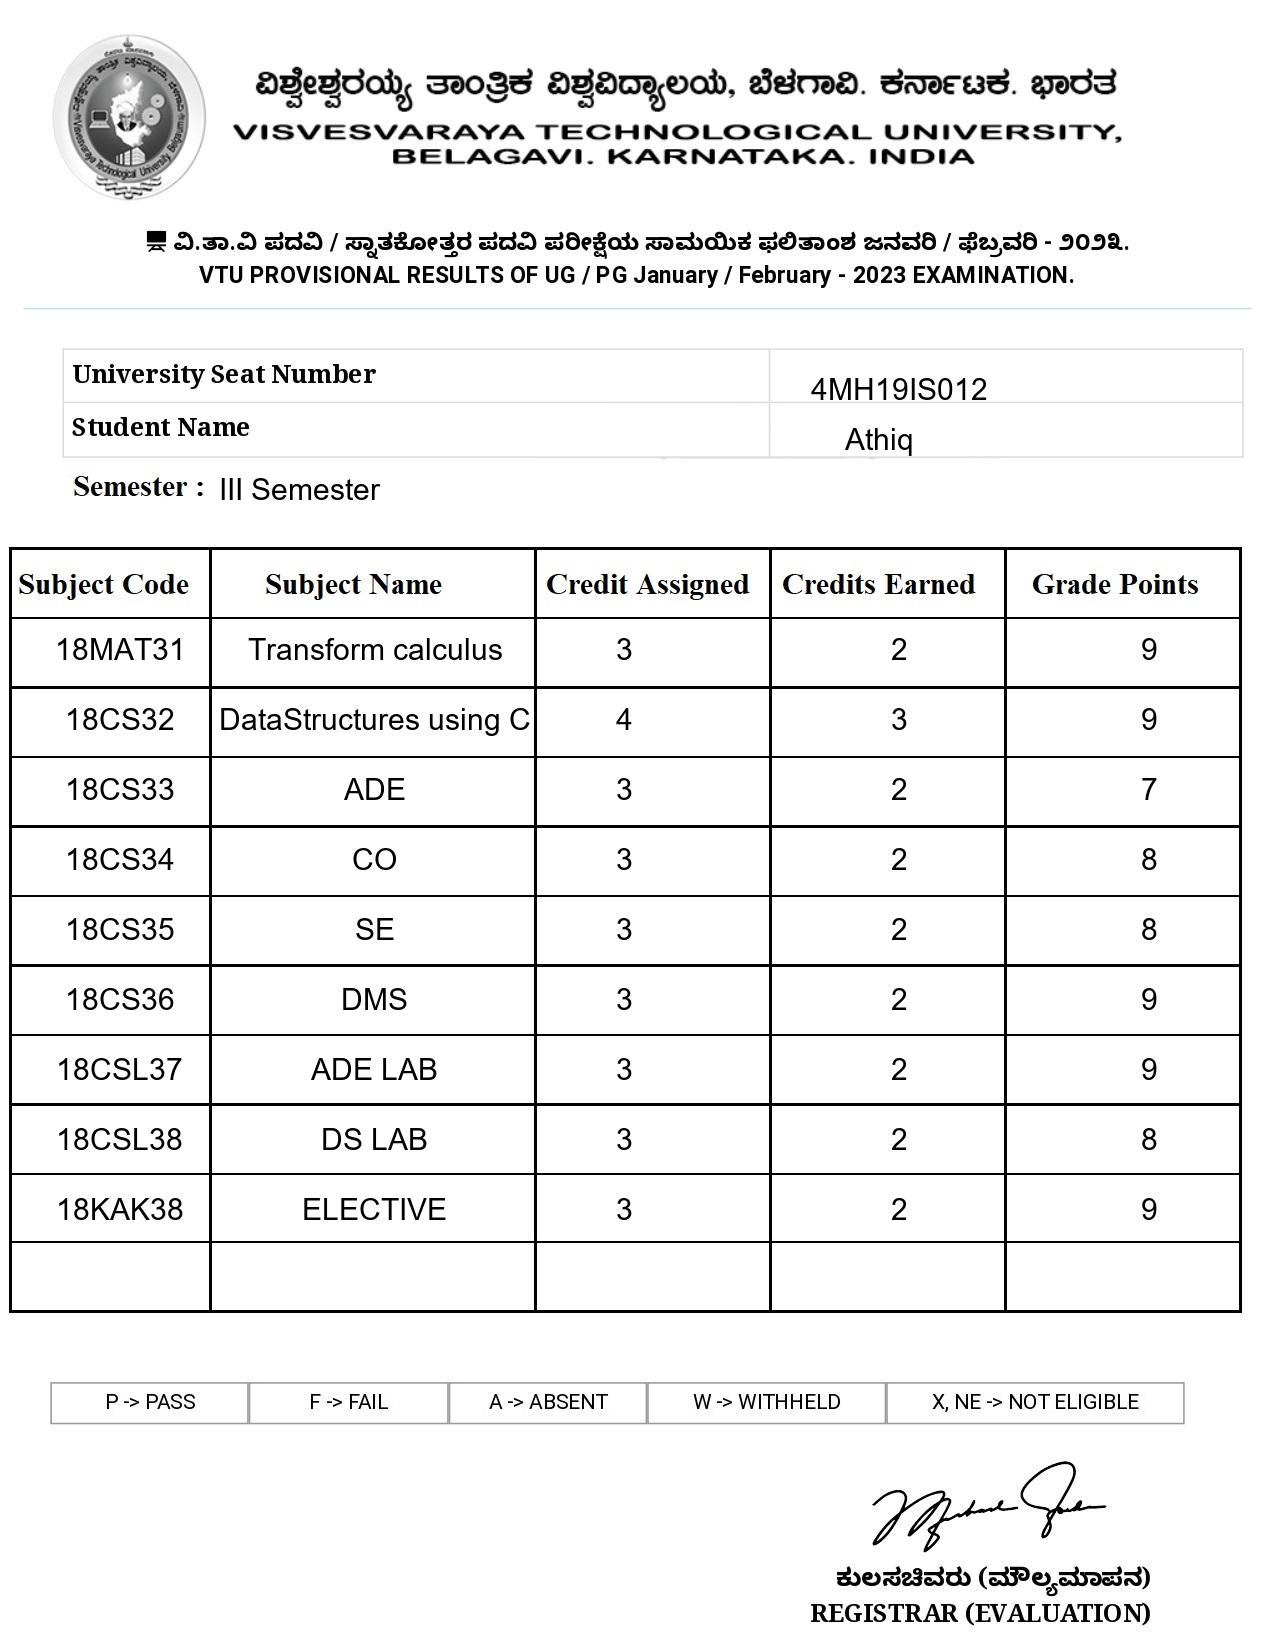 ವಿಶ್ವೇಶ್ವರಯ್ಯ ತಾಂತ್ರಿಕ ವಿಶ್ವವಿದ್ಯಾಲಯ, ಬೆಳಗಾವಿ. ಕರ್ನಾಟಕ. ಭಾರತ
VISVESVARAYA TECHNOLOGICAL UNIVERSITY,
BELAGAVI. KARNATAKA. INDIA
Visvesvaraya Technological University, Belgaum
ವಿ.ತಾ.ವಿ ಪದವಿ / ಸ್ನಾತಕೋತ್ತರ ಪದವಿ ಪರೀಕ್ಷೆಯ ಸಾಮಯಿಕ ಫಲಿತಾಂಶ ಜನವರಿ / ಫೆಬ್ರವರಿ - ೨೦೨೩.
VTU PROVISIONAL RESULTS OF UG / PG January / February - 2023 EXAMINATION.
University Seat Number 4MH19IS012
Student Name Athiq
Semester : III Semester
Subject Code Subject Name Credit Assigned Credits Earned Grade Points
18MAT31 Transform calculus 3 2 9
18CS32 DataStructures using C 4 3 9
18CS33 ADE 3 2 7
18CS34 CO 3 2 8
18CS35 SE 3 2 8
18CS36 DMS 3 2 9
18CSL37 ADE LAB 3 2 9
18CSL38 DS LAB 3 2 8
18KAK38 ELECTIVE 3 2 9
P -> PASS F -> FAIL A -> ABSENT W -> WITHHELD X, NE -> NOT ELIGIBLE
ಕುಲಸಚಿವರು (ಮೌಲ್ಯಮಾಪನ)
REGISTRAR (EVALUATION)